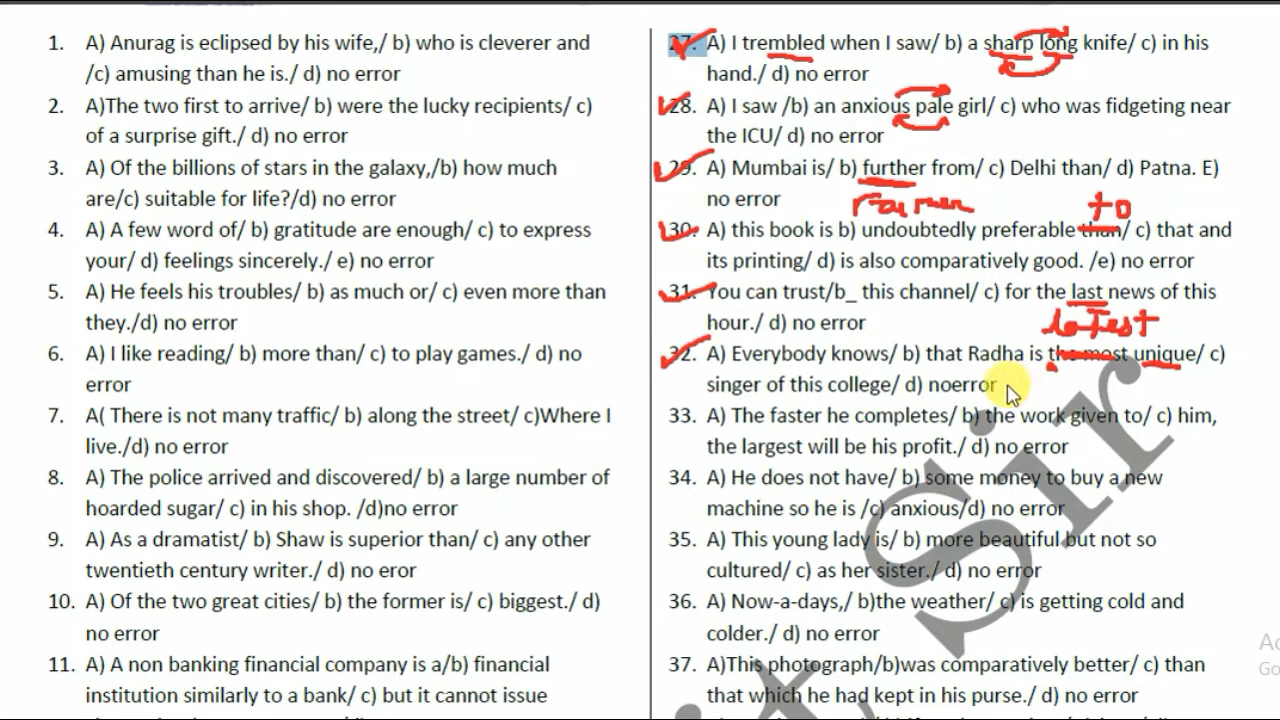 1. A) Anurag is eclipsed by his wife,/ b) who is cleverer and
/c) amusing than he is./ d) no error
2. A)The two first to arrive/ b) were the lucky recipients/ c)
of a surprise gift./ d) no error
3. A) Of the billions of stars in the galaxy,/b) how much
are/c) suitable for life?/d) no error
4. A) A few word of/ b) gratitude are enough/ c) to express
your/ d) feelings sincerely./ e) no error
5. A) He feels his troubles/ b) as much or/ c) even more than
they./d) no error
6. A) I like reading/ b) more than/ c) to play games./ d) no
error
7. A( There is not many traffic/ b) along the street/ c)Where I
live./d) no error
8. A) The police arrived and discovered/ b) a large number of
hoarded sugar/ c) in his shop. /d)no error
9. A) As a dramatist/ b) Shaw is superior than/ c) any other
twentieth century writer./ d) no eror
10. A) Of the two great cities/ b) the former is/ c) biggest./ d)
no error
11. A) A non banking financial company is a/b) financial
institution similarly to a bank/ c) but it cannot issue
27. A) I trembled when I saw/ b) a sharp long knife/ c) in his
hand./ d) no error
28. A) I saw /b) an anxious pale girl/ c) who was fidgeting near
the ICU/ d) no error
29. A) Mumbai is/ b) further from/ c) Delhi than/ d) Patna. E)
no error
farther to
30. A) this book is b) undoubtedly preferable than/ c) that and
its printing/ d) is also comparatively good. /e) no error
31. You can trust/b_ this channel/ c) for the last news of this
hour./ d) no error
latest
32. A) Everybody knows/ b) that Radha is the most unique/ c)
singer of this college/ d) noerror
33. A) The faster he completes/ b) the work given to/ c) him,
the largest will be his profit./ d) no error
34. A) He does not have/ b) some money to buy a new
machine so he is /c) anxious/d) no error
35. A) This young lady is/ b) more beautiful but not so
cultured/ c) as her sister./ d) no error
36. A) Now-a-days,/ b)the weather/ c) is getting cold and
colder./ d) no error
37. A)This photograph/b)was comparatively better/ c) than
that which he had kept in his purse./ d) no error
Sir